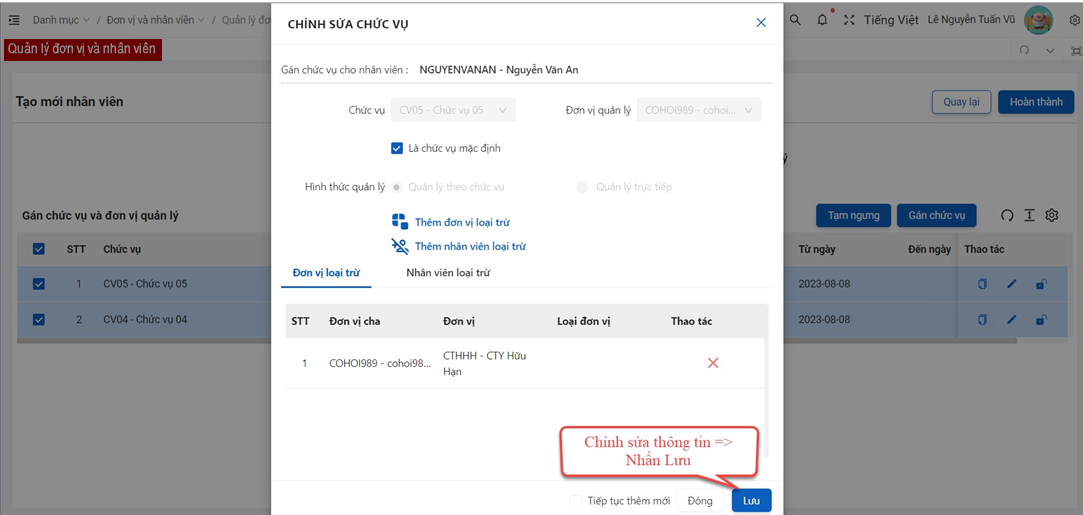 Danh mục / Đơn vị và nhân viên / Quản lý đơ
Tiếng Việt Lê Nguyễn Tuấn Vũ
Quản lý đơn vị và nhân viên
Tạo mới nhân viên
Quay lại Hoàn thành
Gán chức vụ và đơn vị quản lý
Tạm ngưng Gán chức vụ
STT Chức vụ Từ ngày Đến ngày Thao tác
1 CV05 - Chức vụ 05 2023-08-08
2 CV04 - Chức vụ 04 2023-08-08
CHỈNH SỬA CHỨC VỤ
Gán chức vụ cho nhân viên : NGUYENVANAN - Nguyễn Văn An
Chức vụ CV05 - Chức vụ 05 Đơn vị quản lý COHOI989 - cohoi...
Là chức vụ mặc định
Hình thức quản lý Quản lý theo chức vụ Quản lý trực tiếp
Thêm đơn vị loại trừ
Thêm nhân viên loại trừ
Đơn vị loại trừ Nhân viên loại trừ
STT Đơn vị cha Đơn vị Loại đơn vị Thao tác
1 COHOI989 - cohoi98... CTHHH - CTY Hữu
Hạn
Chỉnh sửa thông tin =>
Nhấn Lưu
Tiếp tục thêm mới Đóng Lưu